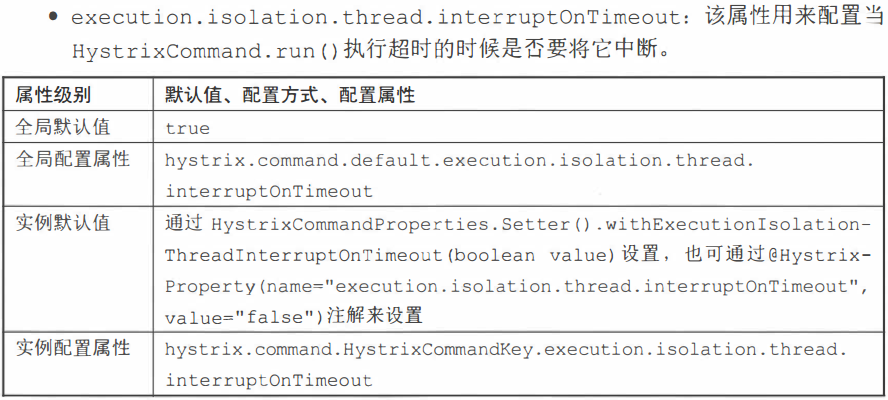 • execution.isolation.thread.interruptOnTimeout：该属性用来配置当
HystrixCommand.run()执行超时的时候是否要将它中断。
属性级别 默认值、配置方式、配置属性
全局默认值 true
全局配置属性 hystrix.command.default.execution.isolation.thread.
interruptOnTimeout
实例默认值 通过 HystrixCommandProperties.Setter().withExecutionIsolation-
ThreadInterruptOnTimeout(boolean value)设置，也可通过@Hystrix-
Property(name="execution.isolation.thread.interruptOnTimeout",
value="false")注解来设置
实例配置属性 hystrix.command.HystrixCommandKey.execution.isolation.thread.
interruptOnTimeout